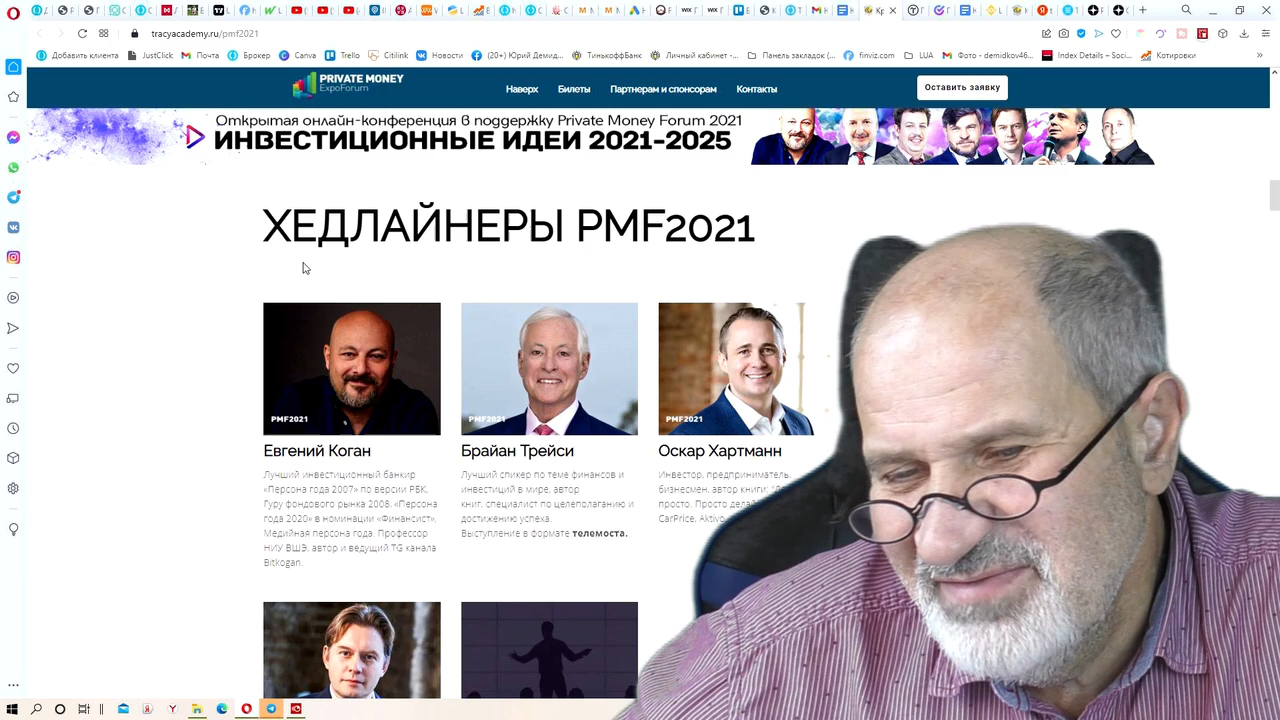 tracyacademy.ru/pmf2021
Добавить клиента JustClick Почта Брокер Canva Trello Citilink Новости (20+) Юрий Демид... ТинькоффБанк Личный кабинет -... Панель закладок (... finviz.com LUA Фото - demidkov46... Index Details – Soci... Котировки
PRIVATE MONEY
ExpoForum
Наверх Билеты Партнерам и спонсорам Контакты
Оставить заявку
Открытая онлайн-конференция в поддержку Private Money Forum 2021
ИНВЕСТИЦИОННЫЕ ИДЕИ 2021-2025
ХЕДЛАЙНЕРЫ PMF2021
PMF2021 PMF2021 PMF2021
Евгений Коган
Лучший инвестиционный банкир
«Персона года 2007» по версии РБК,
Гуру фондового рынка 2008, «Персона
года 2020» в номинации «Финансист»,
Медийная персона года. Профессор
НИУ ВШЭ, автор и ведущий TG канала
Bitkogan.
Брайан Трейси
Лучший спикер по теме финансов и
инвестиций в мире, автор
книг, специалист по целеполаганию и
достижению успеха.
Выступление в формате телемоста.
Оскар Хартманн
Инвестор, предприниматель,
бизнесмен, автор книги:
просто. Просто
CarPrice, Aktivo,